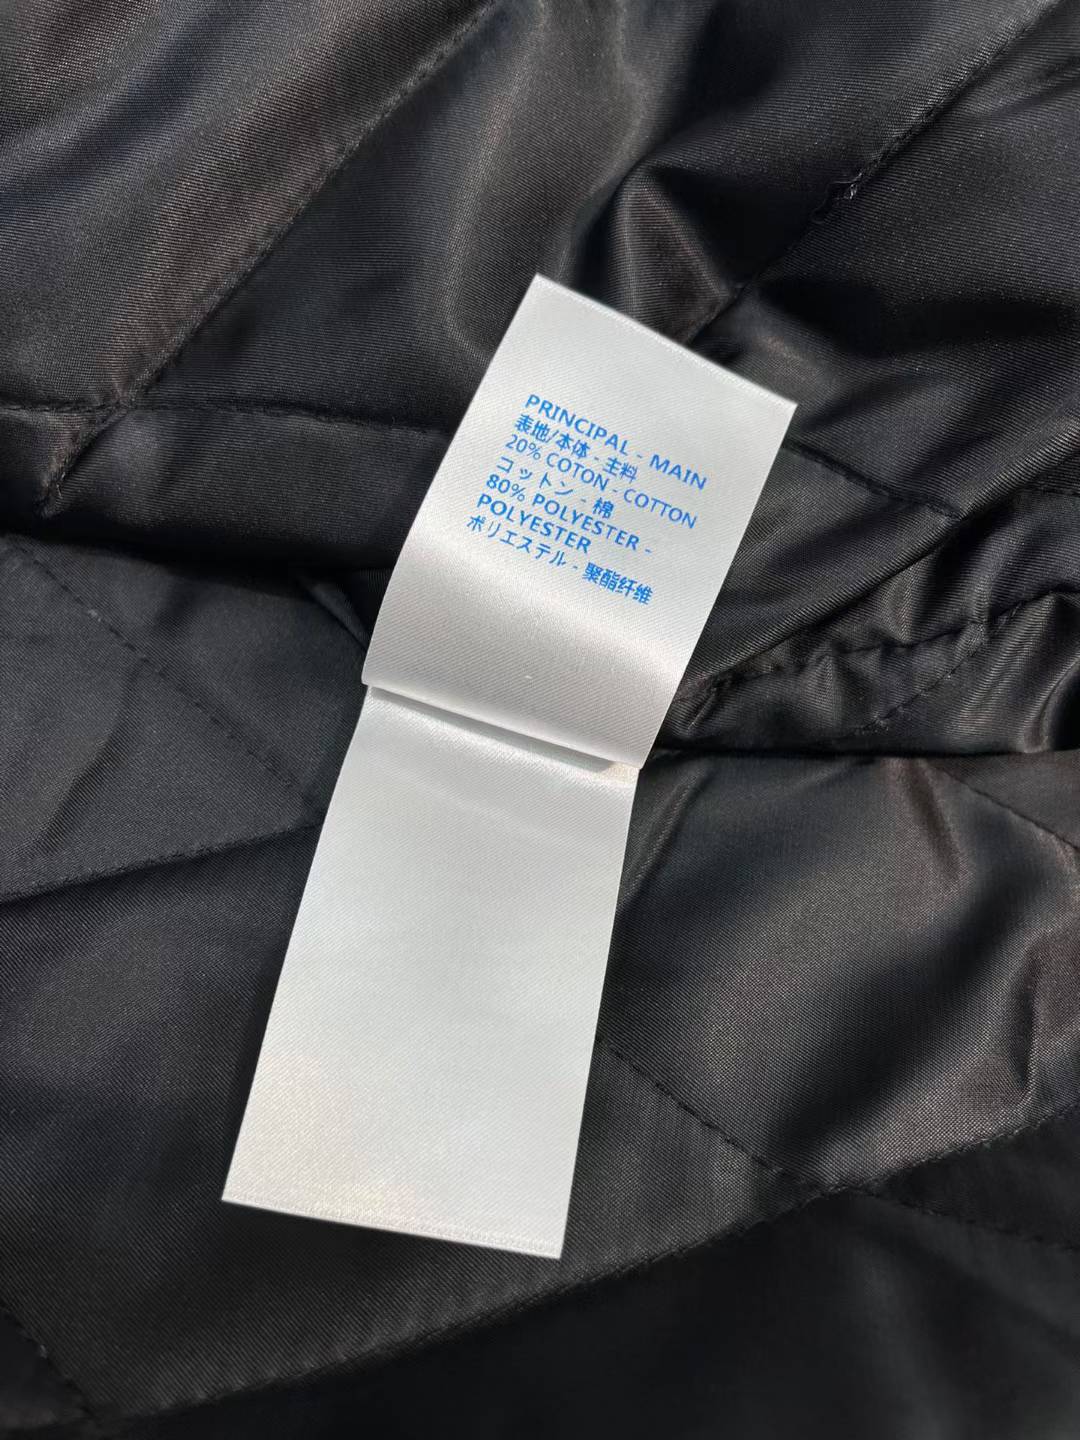 PRINCIPAL - MAIN
表地/本体 - 主料
20% COTON - COTTON
コットン - 棉
80% POLYESTER -
POLYESTER
ポリエステル - 聚酯纤维